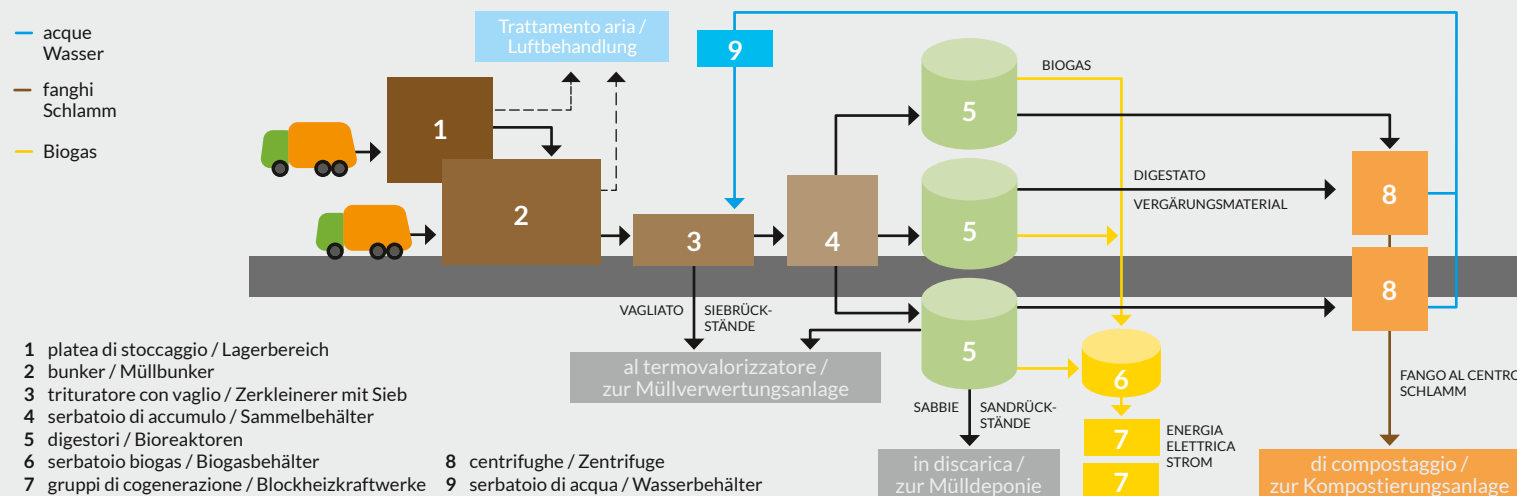 acque
Wasser
fanghi
Schlamm
Biogas
Trattamento aria /
Luftbehandlung
9
1
2
3
4
5
5
5
BIOGAS
DIGESTATO
VERGÄRUNGSMATERIAL
8
8
VAGLIATO
SIEBRÜCK-
STÄNDE
al termovalorizzatore /
zur Müllverwertungsanlage
SABBIE
SANDRÜCK-
STÄNDE
in discarica /
zur Mülldeponie
6
7
7
ENERGIA
ELETTRICA
STROM
FANGO AL CENTRO
SCHLAMM
di compostaggio /
zur Kompostierungsanlage
1 platea di stoccaggio / Lagerbereich
2 bunker / Müllbunker
3 trituratore con vaglio / Zerkleinerer mit Sieb
4 serbatoio di accumulo / Sammelbehälter
5 digestori / Bioreaktoren
6 serbatoio biogas / Biogasbehälter
7 gruppi di cogenerazione / Blockheizkraftwerke
8 centrifughe / Zentrifuge
9 serbatoio di acqua / Wasserbehälter